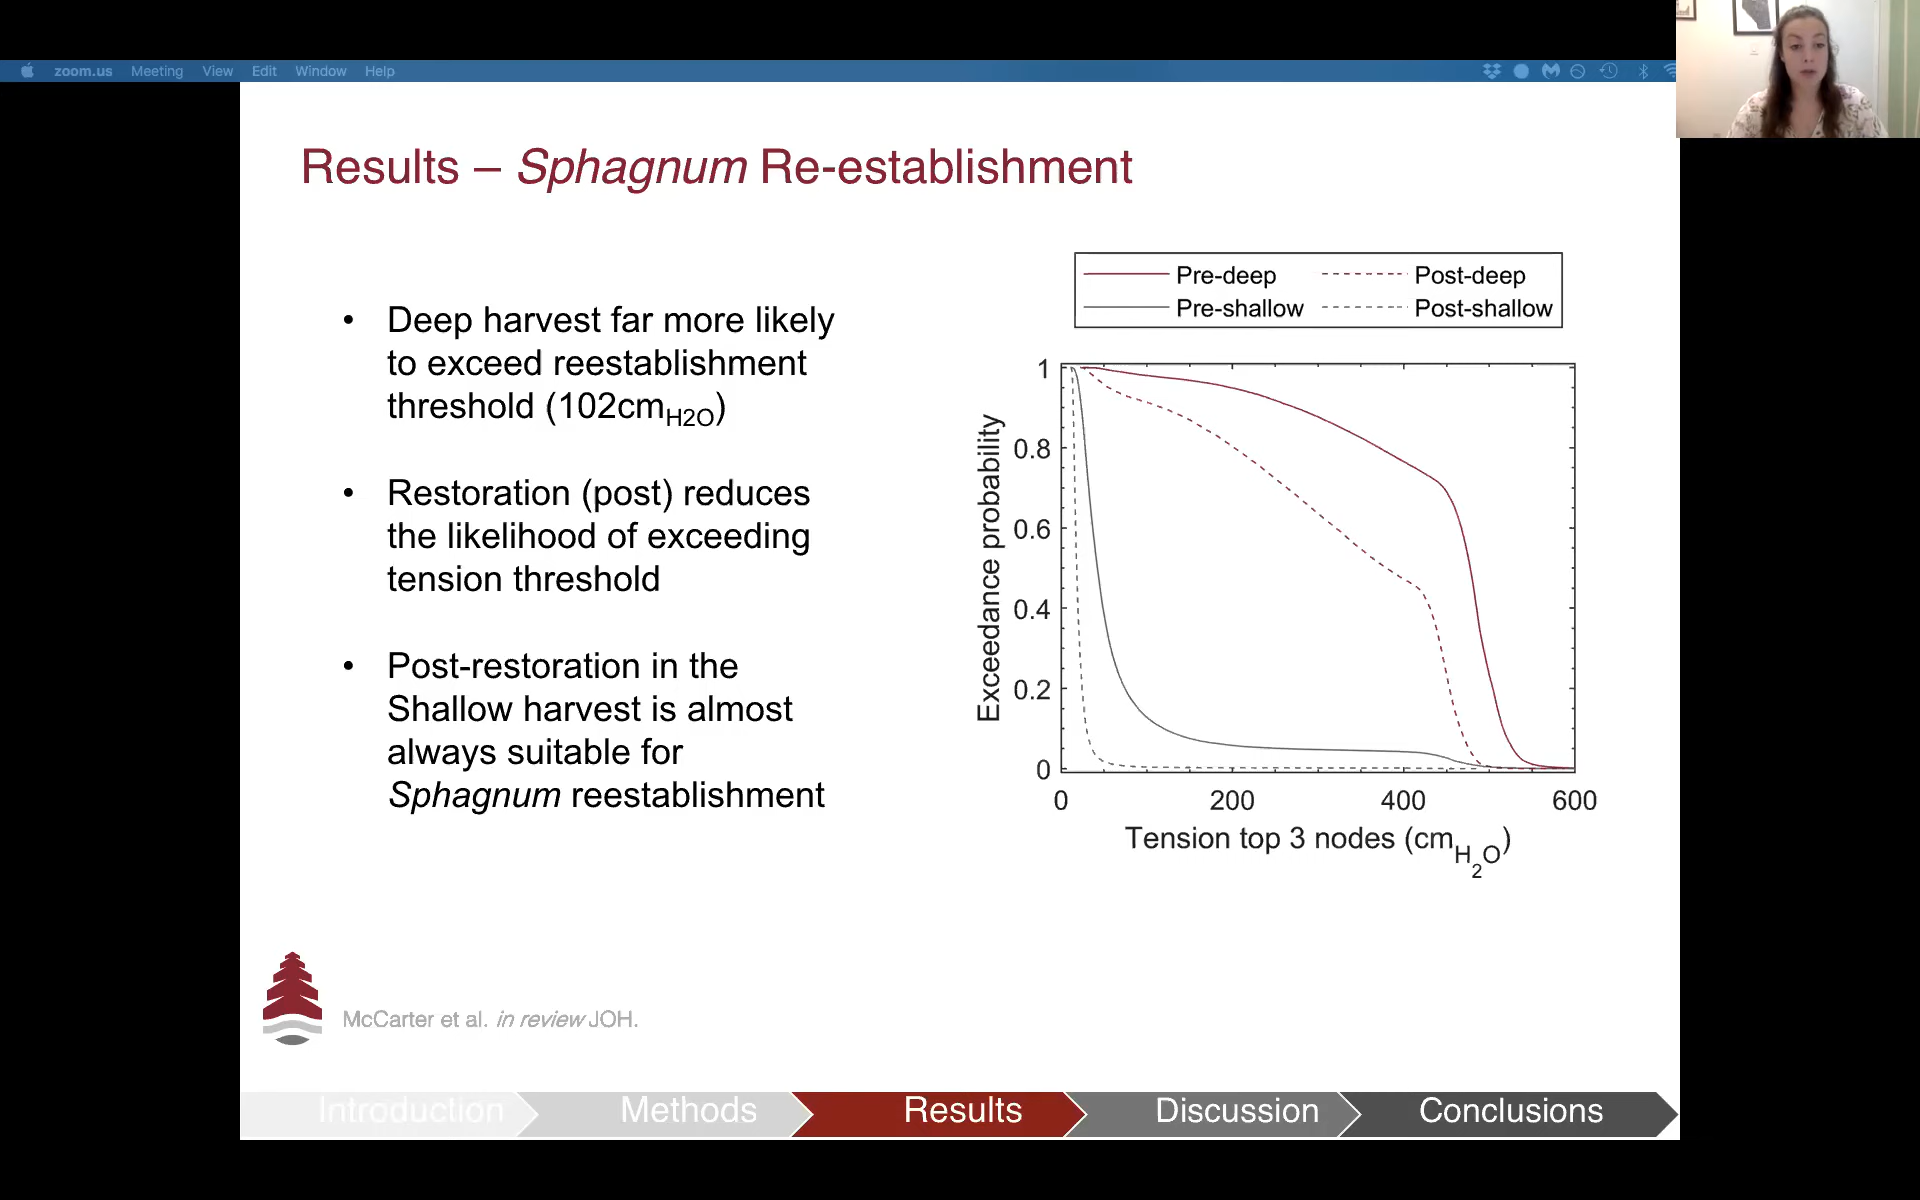 zoom.us Meeting View Edit Window Help
Results – Sphagnum Re-establishment
• Deep harvest far more likely
to exceed reestablishment
threshold (102cmH2O)
• Restoration (post) reduces
the likelihood of exceeding
tension threshold
• Post-restoration in the
Shallow harvest is almost
always suitable for
Sphagnum reestablishment
Pre-deep Post-deep
Pre-shallow Post-shallow
Exceedance probability
1
0.8
0.6
0.4
0.2
0
0 200 400 600
Tension top 3 nodes (cmH2O)
McCarter et al. in review JOH.
Introduction Methods Results Discussion Conclusions